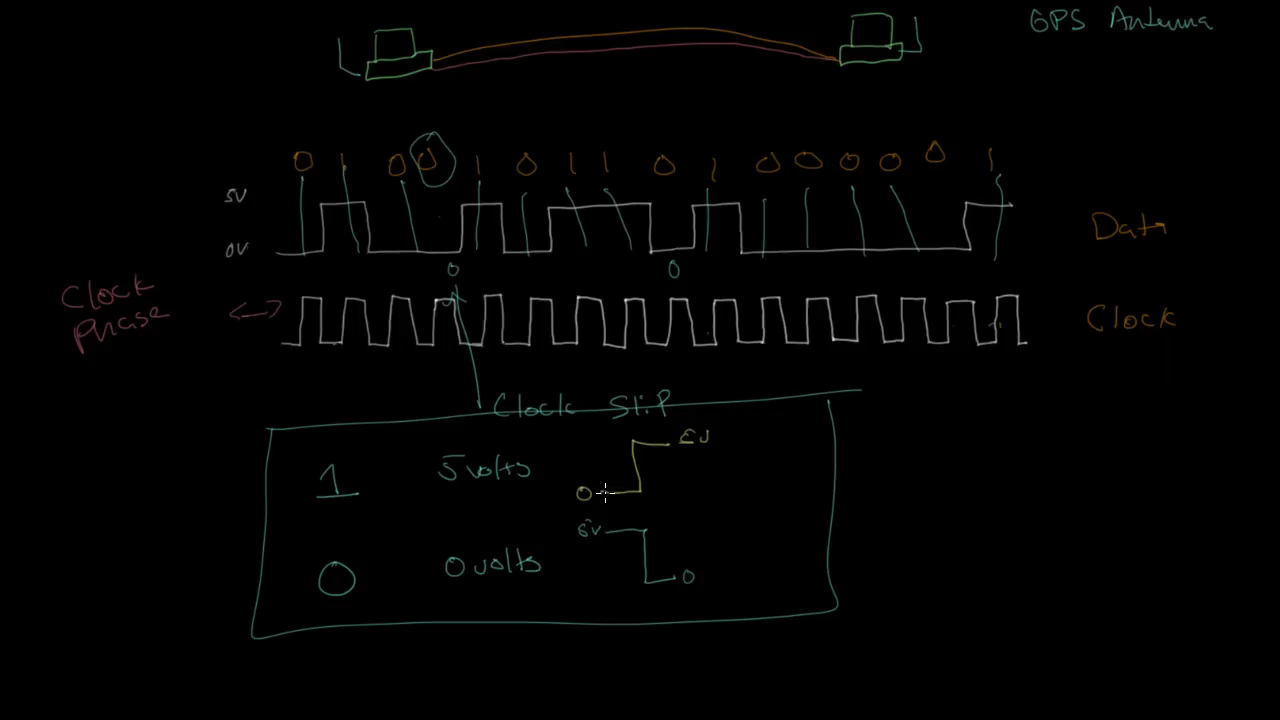 GPS Antenna
0 1 0 0 1 0 1 1 0 1 0 0 0 0 0 1
5V
0V
Data
0 0
Clock Phase
Clock
Clock Slip
1 5 volts 0 5V
0 0 volts 5V 0